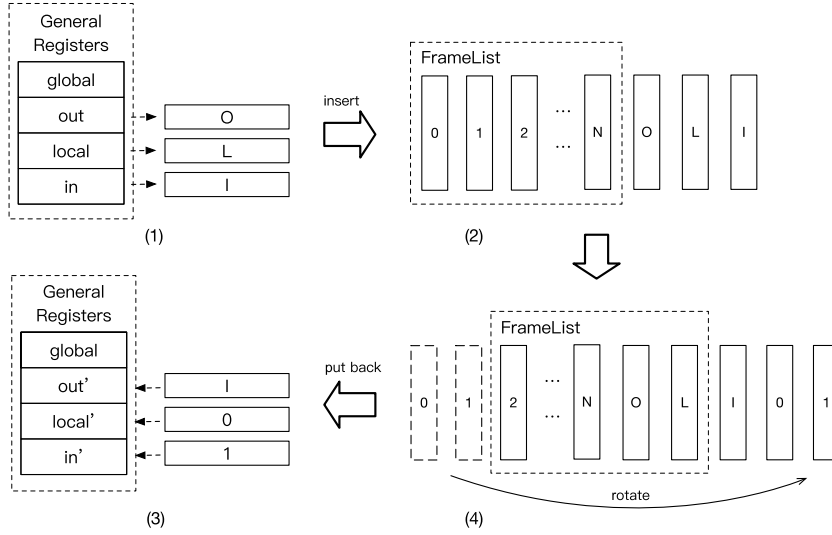 General
Registers
global
out
local
in
O
L
I
(1)
insert
FrameList
0 1 2 ... ... N O L I
(2)
General
Registers
global
out’
local’
in’
I
0
1
(3)
put back
FrameList
0 1 2 ... ... N O L I 0 1
rotate
(4)